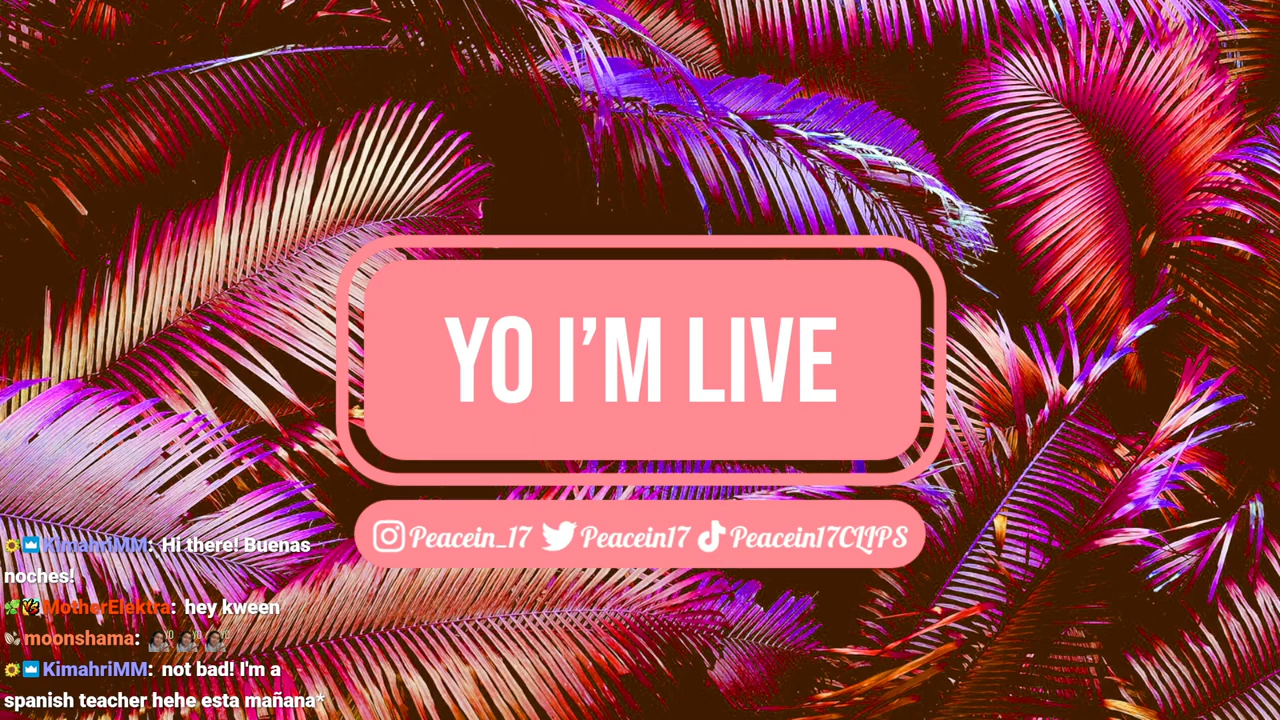 YO I’M LIVE
Peacein_17 Peacein17 Peacein17CLIPS
KimahriMM: Hi there! Buenas
noches!
MotherElektra: hey kween
moonshama:
KimahriMM: not bad! I'm a
spanish teacher hehe esta mañana*